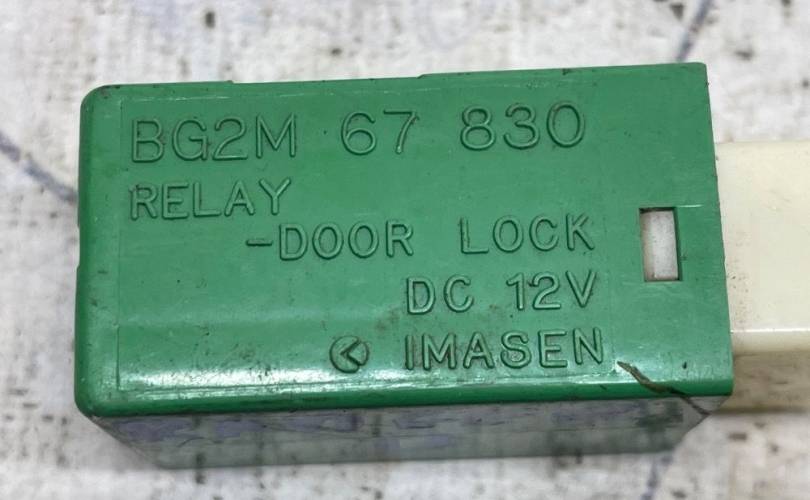 BG2M 67 830
RELAY
-DOOR LOCK
DC 12V
IMASEN